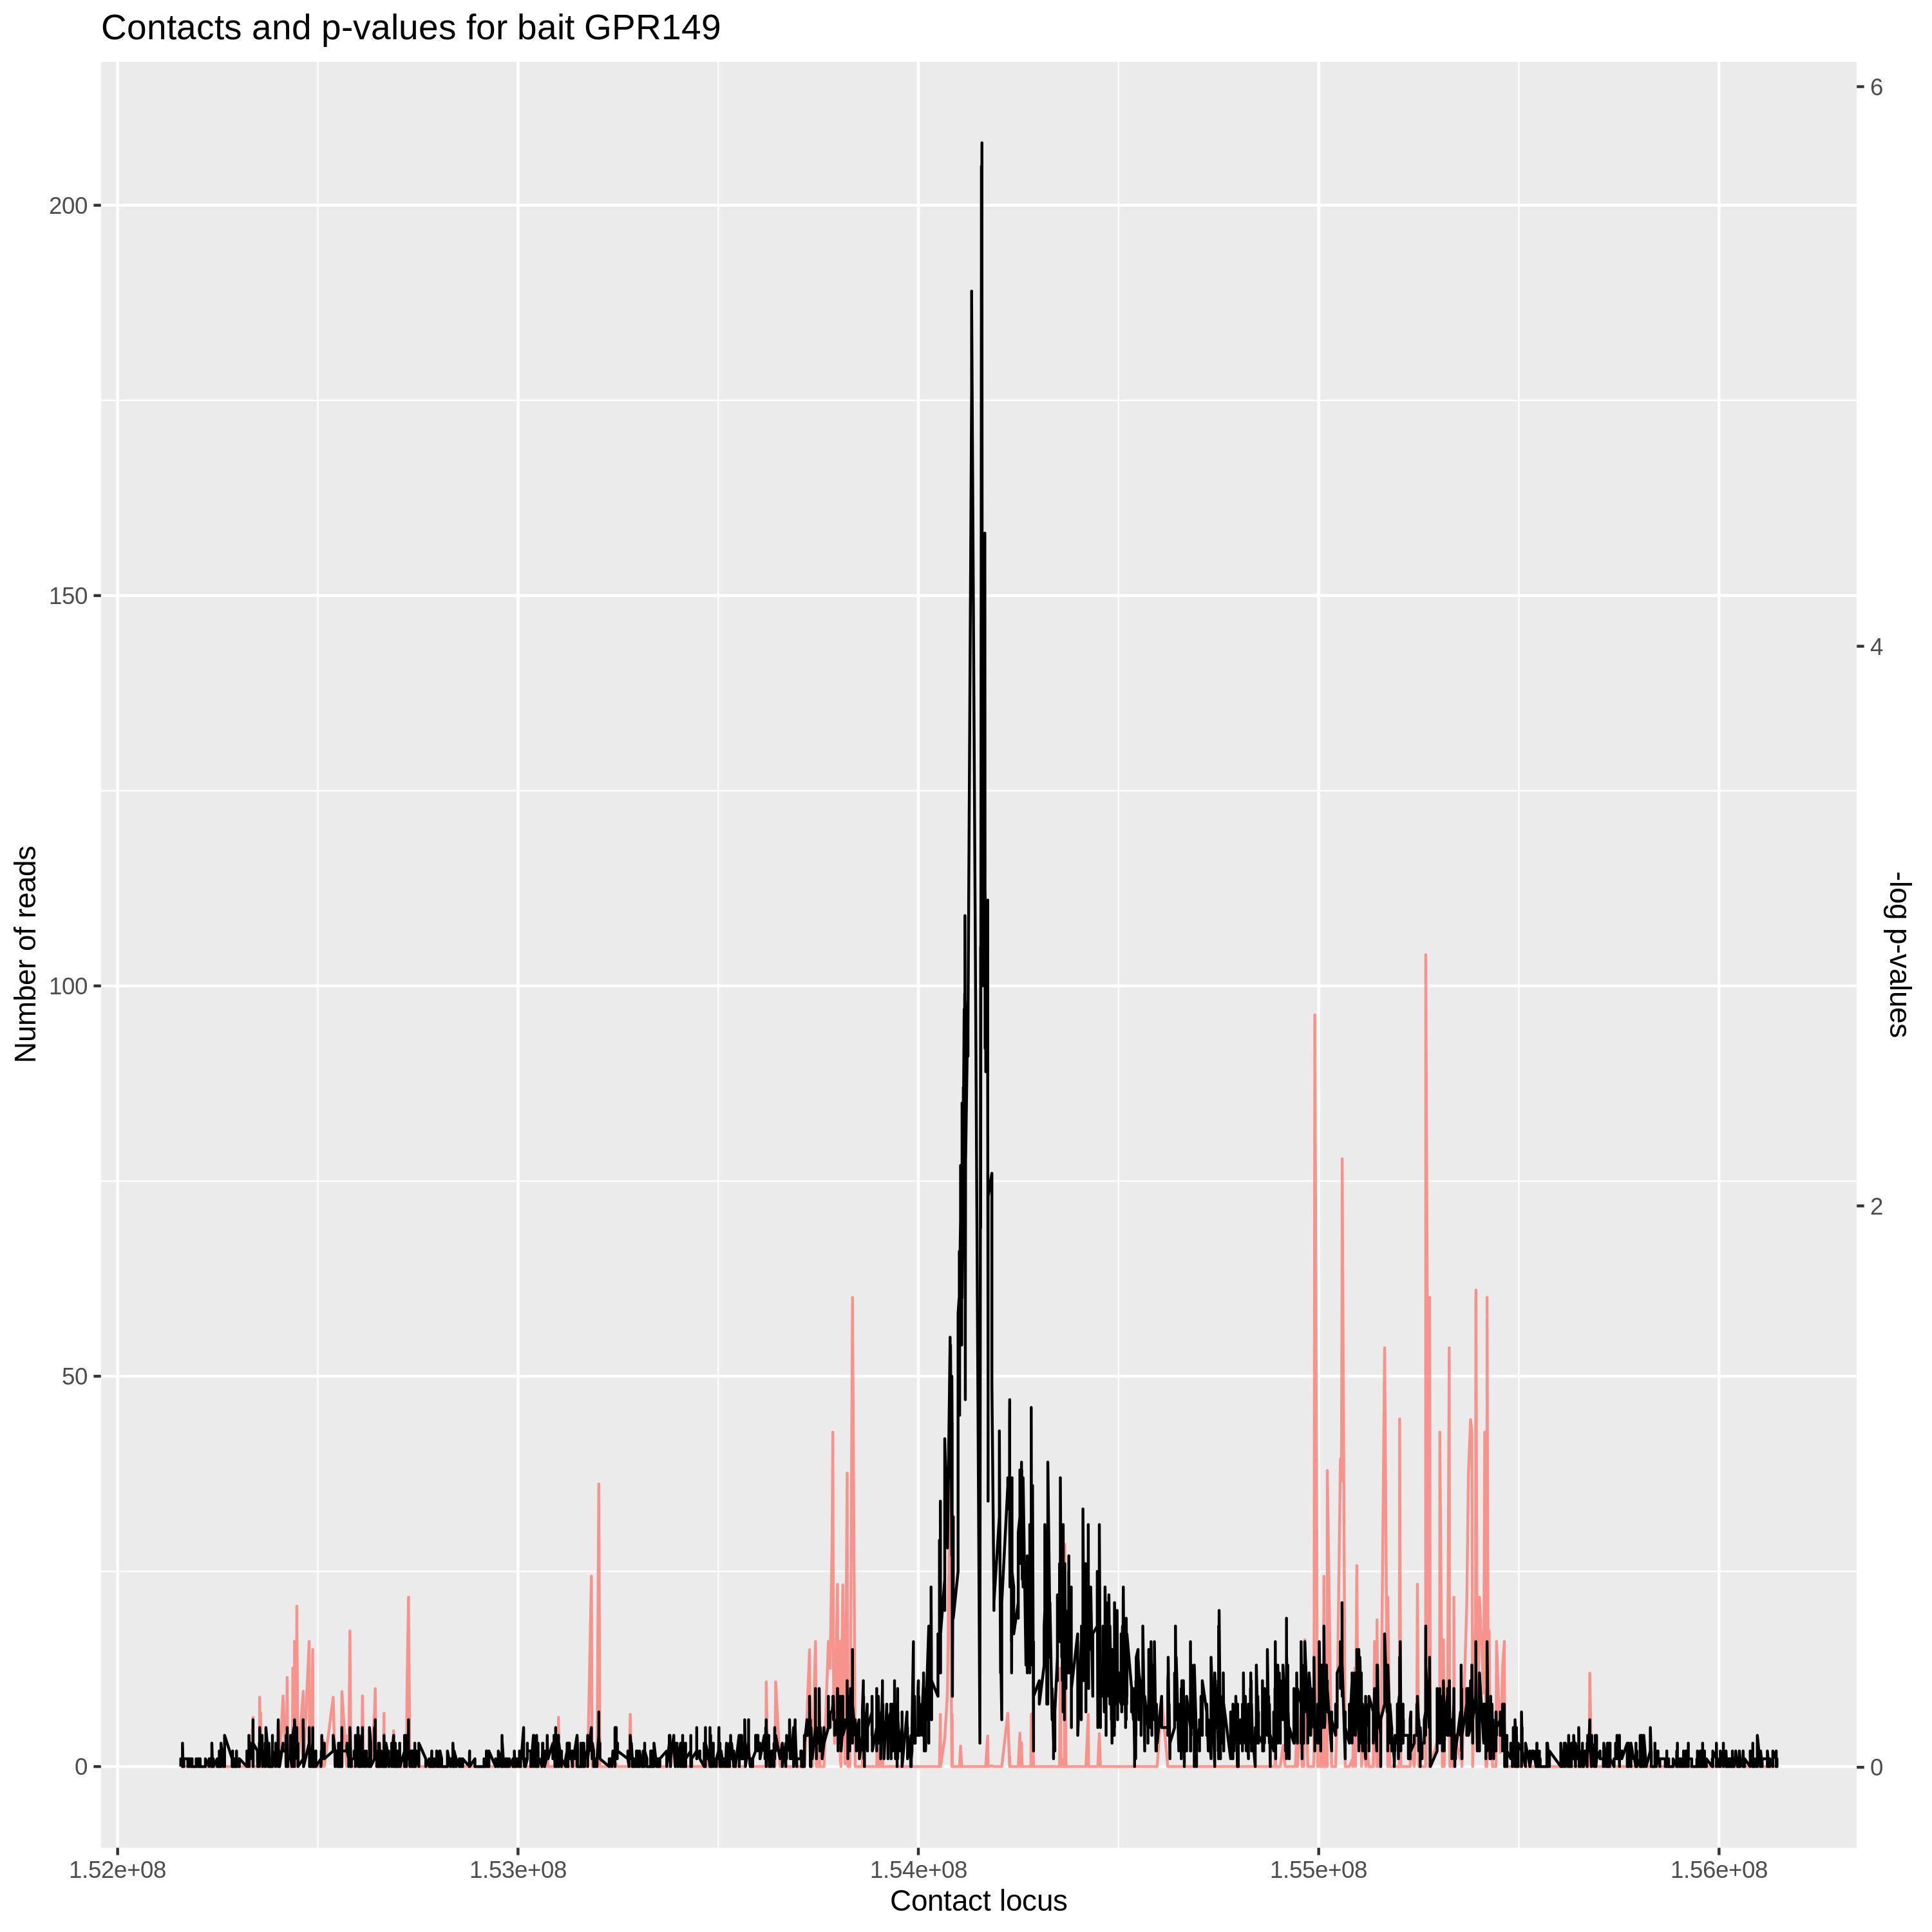 Contacts and p-values for bait GPR149
Number of reads
200
150
100
50
0
6
4
2
0
-log p-values
1.52e+08 1.53e+08 1.54e+08 1.55e+08 1.56e+08
Contact locus